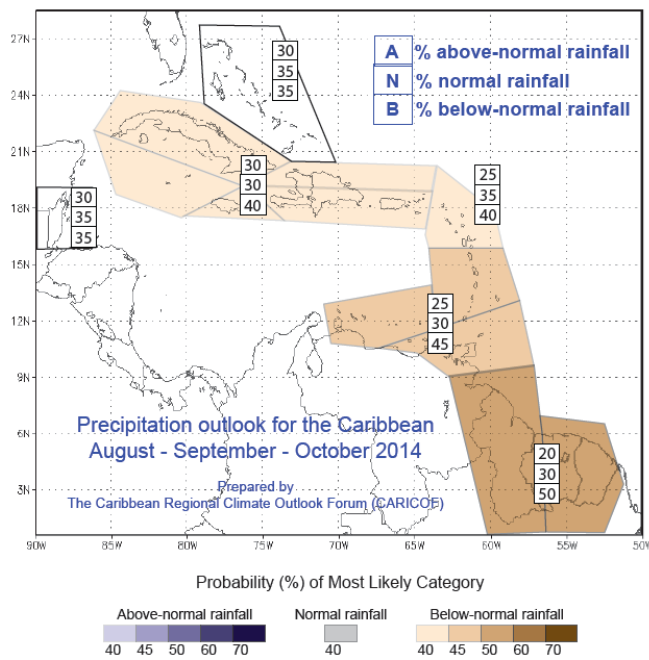 27N
24N
21N
18N
15N
12N
9N
6N
3N
90W
85W
80W
75W
70W
65W
60W
55W
50W
A % above-normal rainfall
N % normal rainfall
B % below-normal rainfall
30
35
35
30
35
35
30
30
40
25
35
40
25
30
45
20
30
50
Precipitation outlook for the Caribbean
August - September - October 2014
Prepared by
The Caribbean Regional Climate Outlook Forum (CARICOF)
Probability (%) of Most Likely Category
Above-normal rainfall
40 45 50 60 70
Normal rainfall
40
Below-normal rainfall
40 45 50 60 70